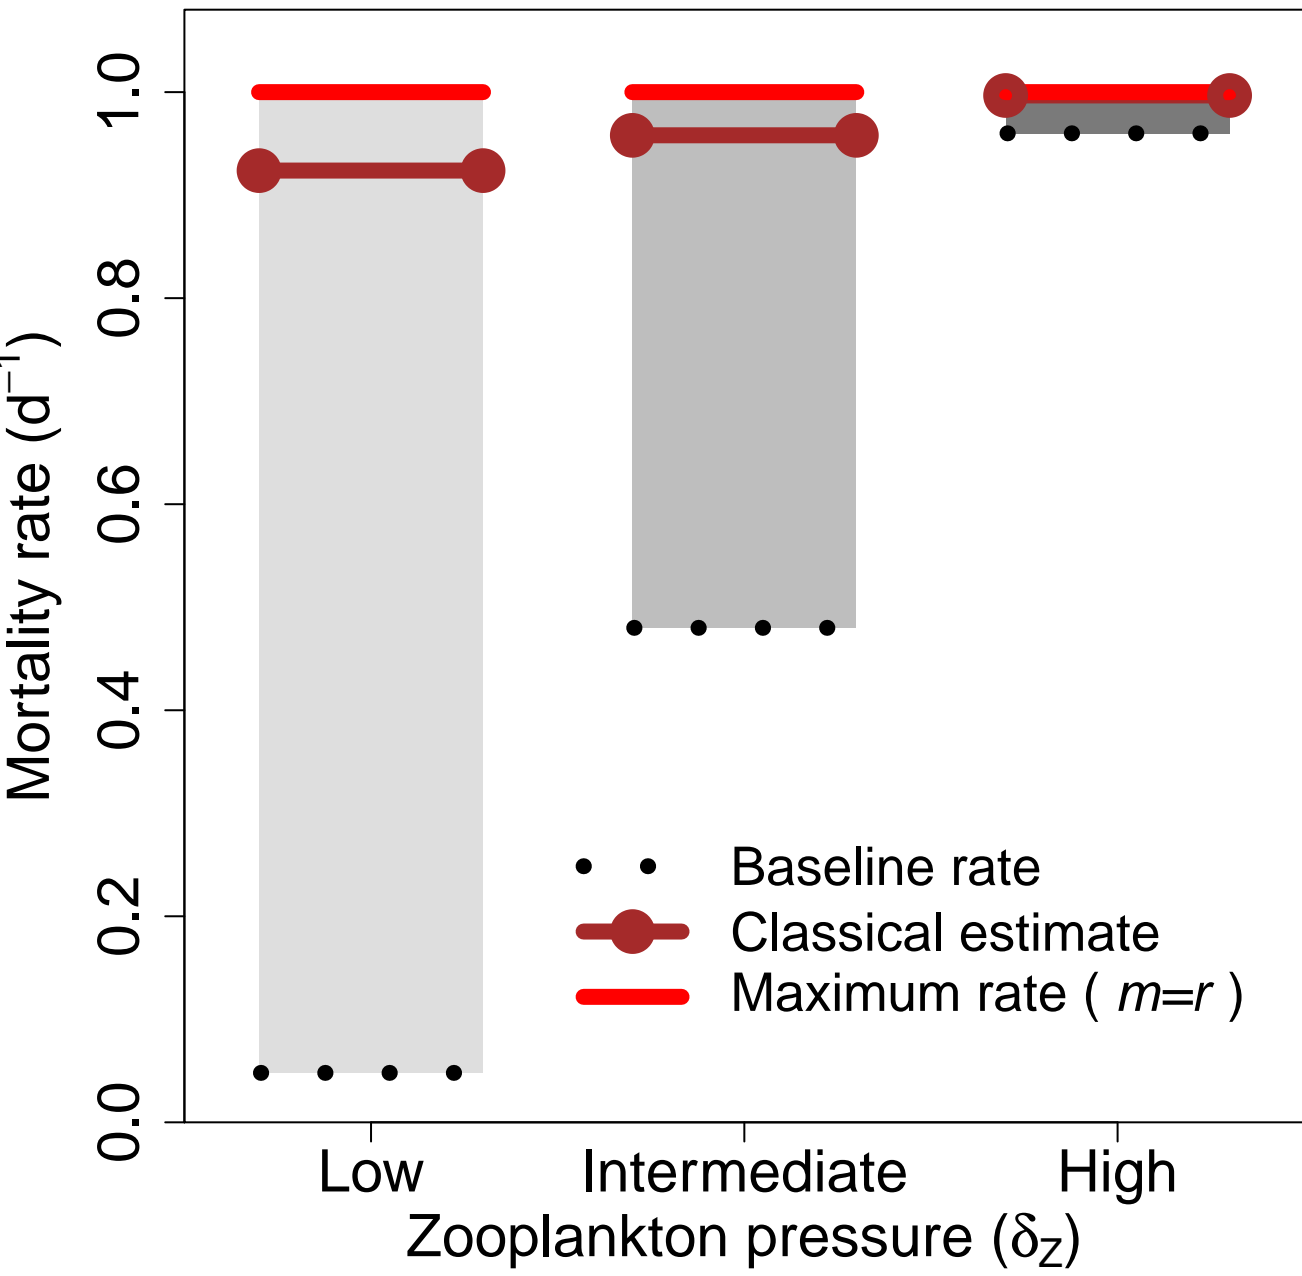 Mortality rate (d⁻¹)
1.0
0.8
0.6
0.4
0.2
0.0
Baseline rate
Classical estimate
Maximum rate ( m=r )
Low Intermediate High
Zooplankton pressure (δZ)